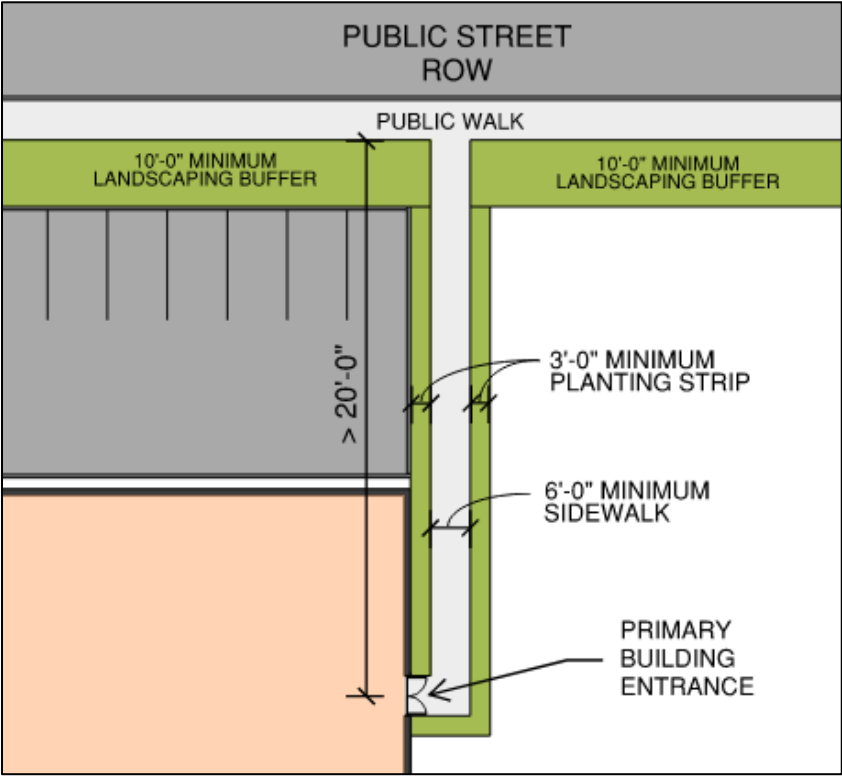 PUBLIC STREET
ROW
PUBLIC WALK
10'-0" MINIMUM
LANDSCAPING BUFFER
10'-0" MINIMUM
LANDSCAPING BUFFER
> 20'-0"
3'-0" MINIMUM
PLANTING STRIP
6'-0" MINIMUM
SIDEWALK
PRIMARY
BUILDING
ENTRANCE